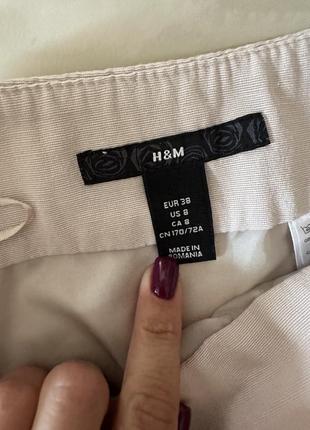 H&M
EUR 38
US 8
CA 8
CN 170/72A
MADE IN
ROMANIA